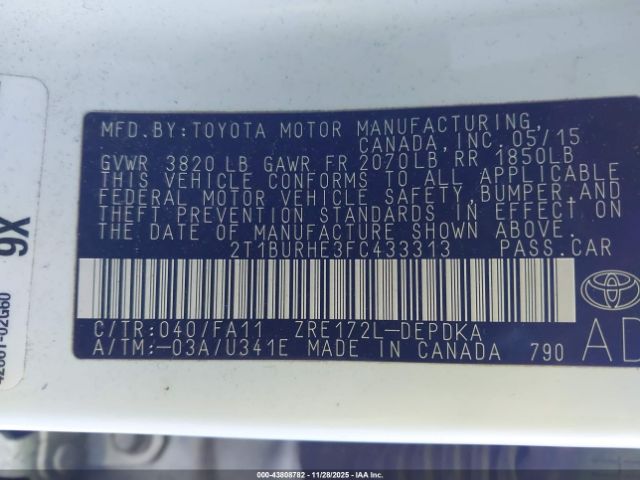 MFD.BY:TOYOTA MOTOR MANUFACTURING,
CANADA, INC. 05/15
GVWR 3820 LB GAWR FR 2070LB RR 1850LB
THIS VEHICLE CONFORMS TO ALL APPLICABLE
FEDERAL MOTOR VEHICLE SAFETY, BUMPER, AND
THEFT PREVENTION STANDARDS IN EFFECT ON
THE DATE OF MANUFACTURE SHOWN ABOVE.
2T1BURHE3FC433313 PASS.CAR
C/TR:040/FA11 ZRE172L-DEPDKA
A/TM:-03A/U341E MADE IN CANADA 790
AD
9X
000-43808782 | 11/28/2025 - IAA Inc.